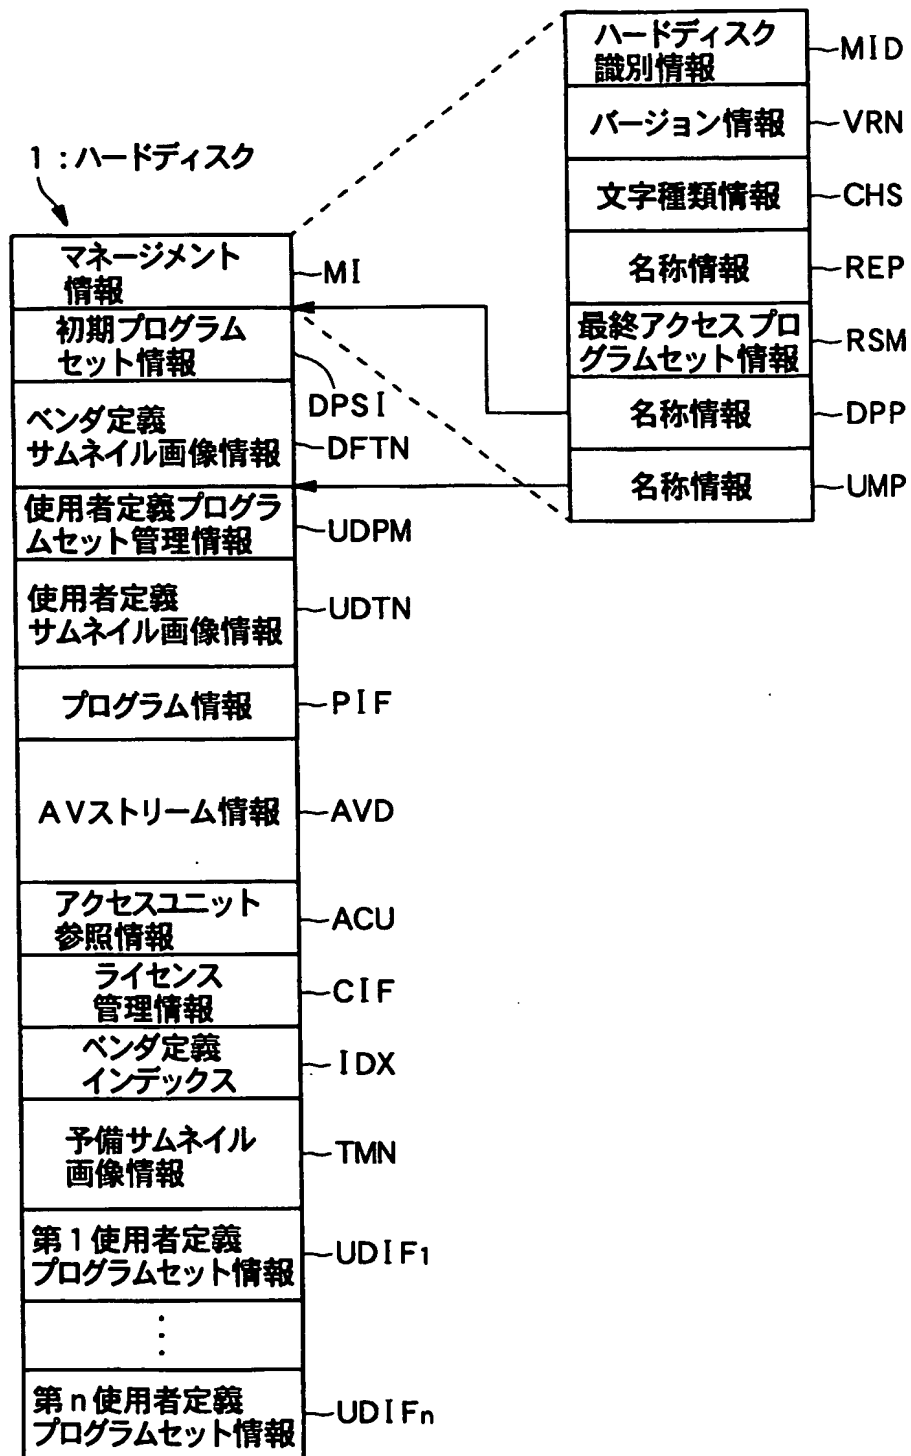 1:ハードディスク
マネージメント
情報
MI
初期プログラム
セット情報
DPSI
ベンダ定義
サムネイル画像情報
DFTN
使用者定義プログラ
ムセット管理情報
UDPM
使用者定義
サムネイル画像情報
UDTN
プログラム情報
PIF
AVストリーム情報
AVD
アクセスユニット
参照情報
ACU
ライセンス
管理情報
CIF
ベンダ定義
インデックス
IDX
予備サムネイル
画像情報
TMN
第1使用者定義
プログラムセット情報
UDIF1
⋮
第n使用者定義
プログラムセット情報
UDIFn
ハードディスク
識別情報
MID
バージョン情報
VRN
文字種類情報
CHS
名称情報
REP
最終アクセスプロ
グラムセット情報
RSM
名称情報
DPP
名称情報
UMP